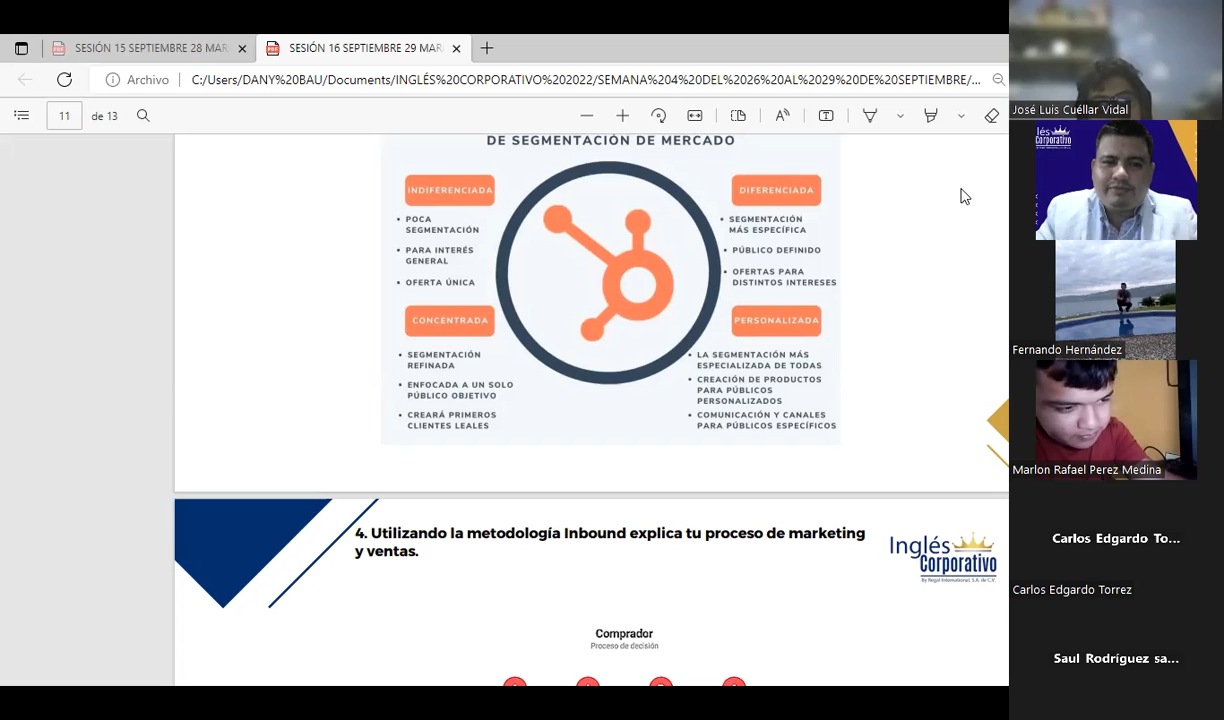 SESIÓN 15 SEPTIEMBRE 28 MAR
SESIÓN 16 SEPTIEMBRE 29 MAR
Archivo
C:/Users/DANY%20BAU/Documents/INGLÉS%20CORPORATIVO%202022/SEMANA%204%20DEL%2026%20AL%2029%20DE%20SEPTIEMBRE/...
11
de 13
DE SEGMENTACIÓN DE MERCADO
INDIFERENCIADA
• POCA
SEGMENTACIÓN
• PARA INTERÉS
GENERAL
• OFERTA ÚNICA
DIFERENCIADA
• SEGMENTACIÓN
MÁS ESPECÍFICA
• PÚBLICO DEFINIDO
• OFERTAS PARA
DISTINTOS INTERESES
CONCENTRADA
• SEGMENTACIÓN
REFINADA
• ENFOCADA A UN SOLO
PÚBLICO OBJETIVO
• CREARÁ PRIMEROS
CLIENTES LEALES
PERSONALIZADA
• LA SEGMENTACIÓN MÁS
ESPECIALIZADA DE TODAS
• CREACIÓN DE PRODUCTOS
PARA PÚBLICOS
PERSONALIZADOS
• COMUNICACIÓN Y CANALES
PARA PÚBLICOS ESPECÍFICOS
4. Utilizando la metodología Inbound explica tu proceso de marketing
y ventas.
Inglés
Corporativo
By Regal International, S.A. de C.V.
Comprador
Proceso de decisión
José Luis Cuéllar Vidal
lés
Corporativo
Fernando Hernández
Marlon Rafael Perez Medina
Carlos Edgardo To...
Carlos Edgardo Torrez
Saul Rodríguez sa...